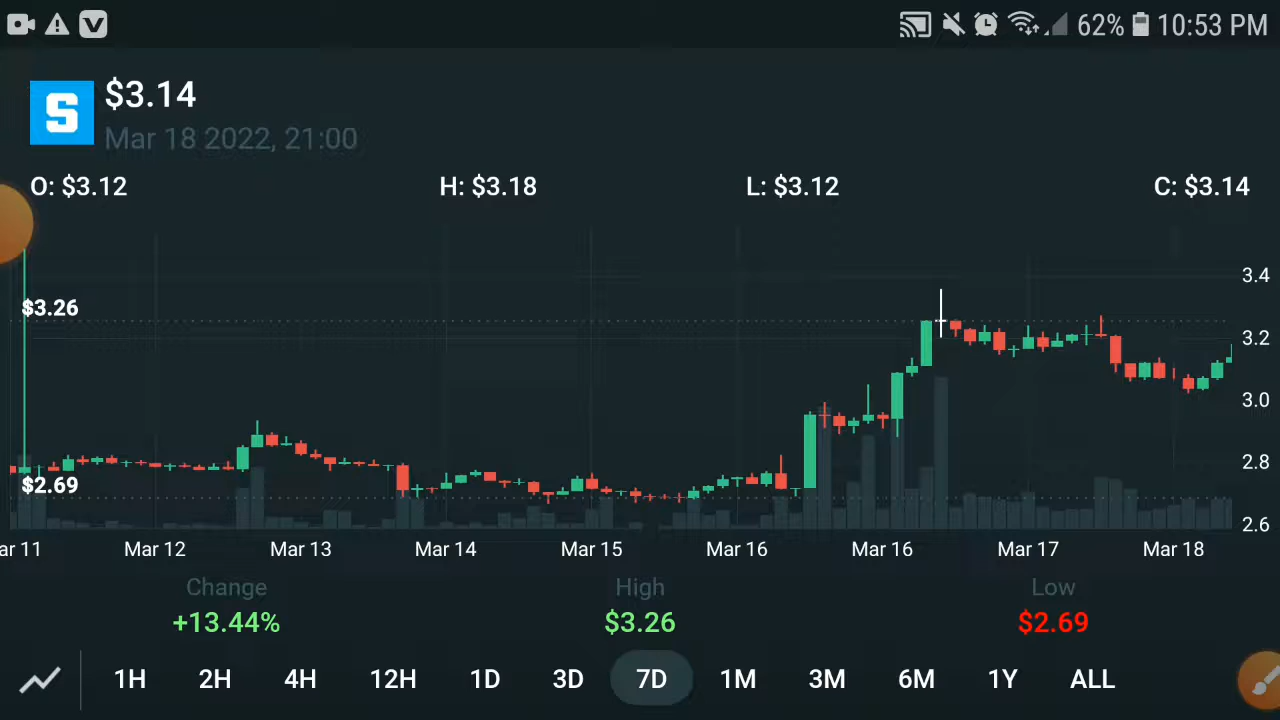 62% 10:53 PM
S $3.14
Mar 18 2022, 21:00
O: $3.12 H: $3.18 L: $3.12 C: $3.14
3.4
$3.26
3.2
3.0
2.8
$2.69
2.6
ar 11 Mar 12 Mar 13 Mar 14 Mar 15 Mar 16 Mar 16 Mar 17 Mar 18
Change High Low
+13.44% $3.26 $2.69
1H 2H 4H 12H 1D 3D 7D 1M 3M 6M 1Y ALL